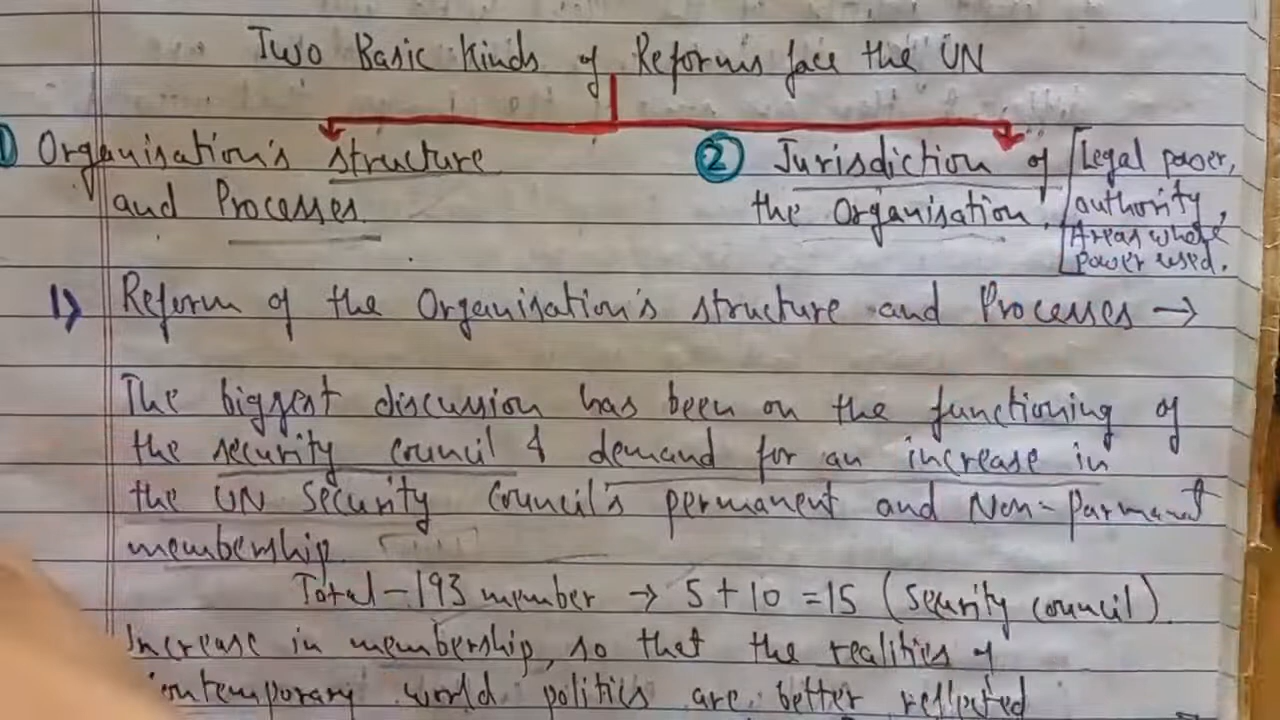 Two Basic Kinds of Reforms face the UN
1 Organisation's structure and Processes.
2 Jurisdiction of the Organisation.
[Legal power,
authority,
Areas where
power used.
1) Reform of the Organisation's structure and Processes →
The biggest discussion has been on the functioning of
the security council & demand for an increase in
the UN Security Council's permanent and Non-Parmanent
membership.
Total - 193 member → 5 + 10 = 15 (Security council).
Increase in membership, so that the realities of
contemporary world politics are better reflected